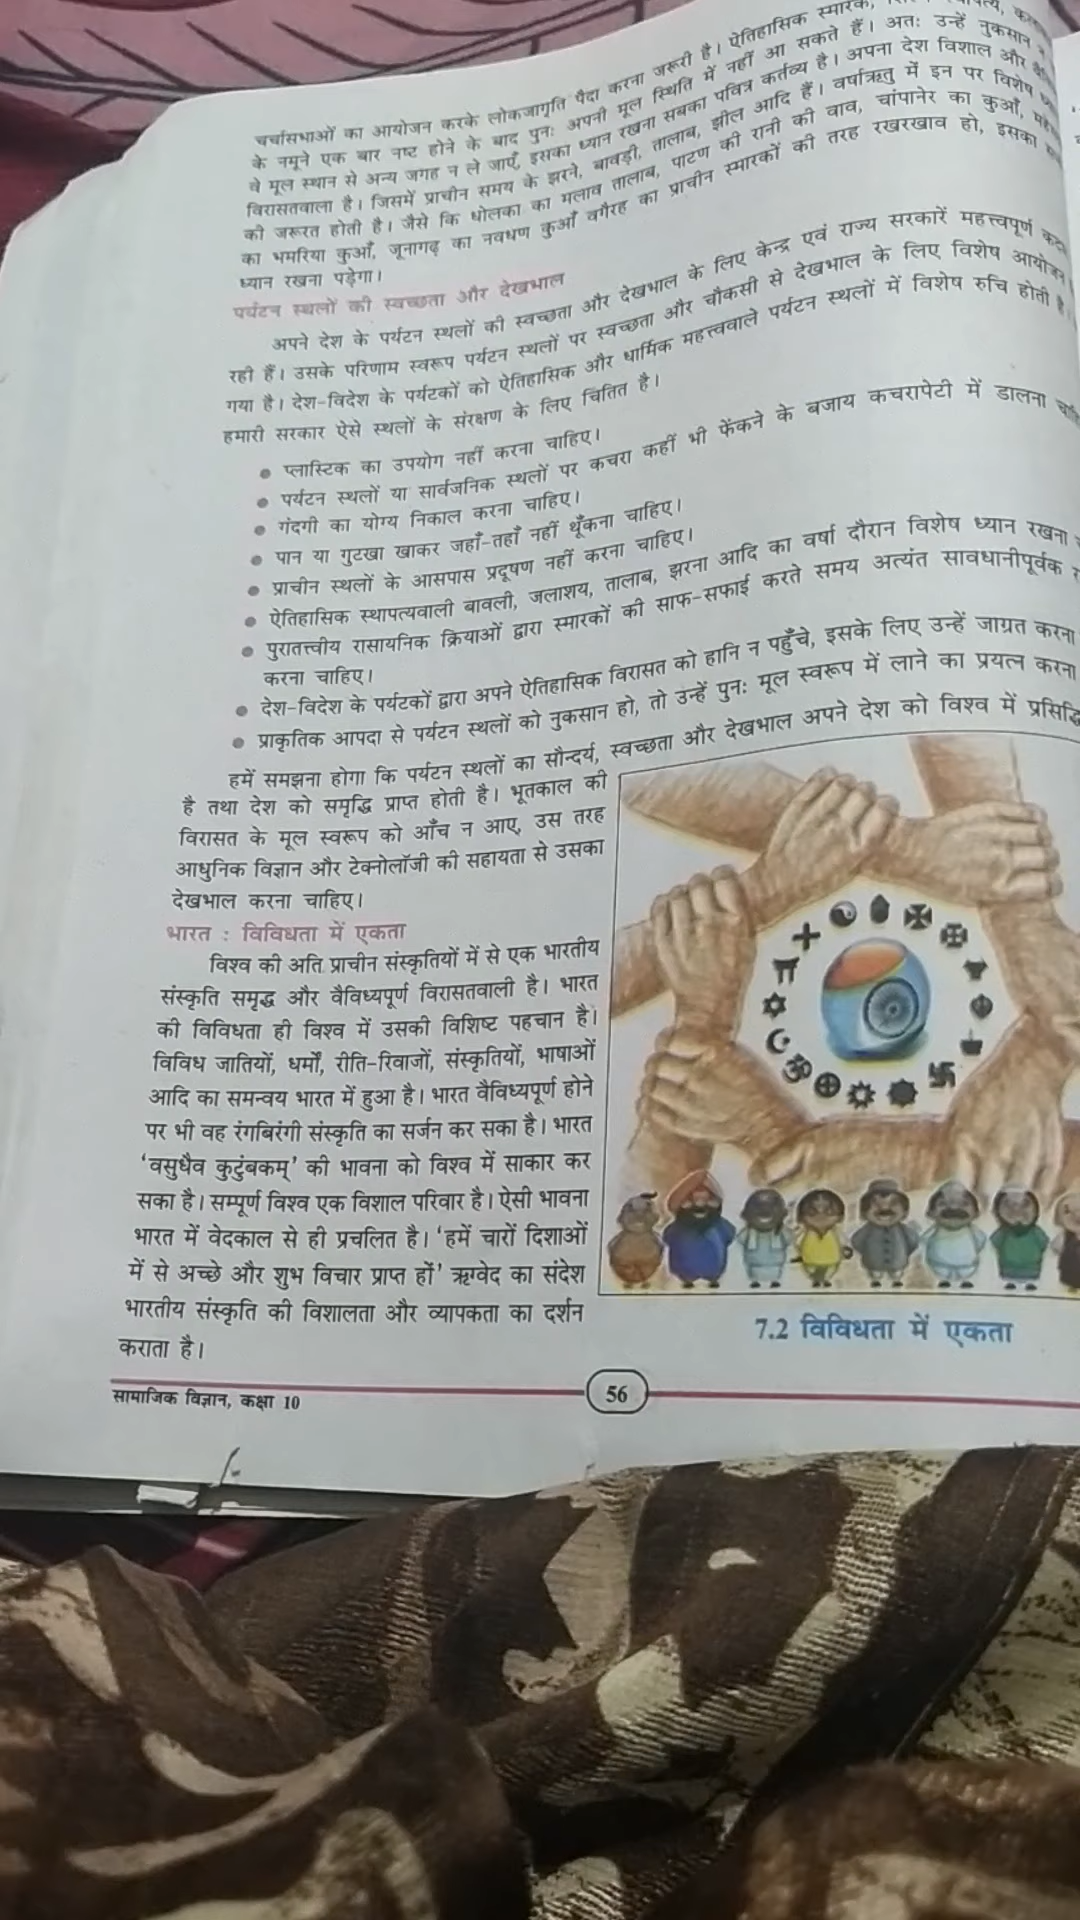 चर्चासभाओं का आयोजन करके लोकजागृति पैदा करना जरूरी है। ऐतिहासिक स्मारक,
के नमूने एक बार नष्ट होने के बाद पुनः अपनी मूल स्थिति में नहीं आ सकते हैं। अतः उन्हें नुकसान न
वे मूल स्थान से अन्य जगह न ले जाएँ, इसका ध्यान रखना सबका पवित्र कर्तव्य है। अपना देश विशाल और
विरासतवाला है। जिसमें प्राचीन समय के झरने, बावड़ी, तालाब, झील आदि हैं। वर्षाऋतु में इन पर विशेष
की जरूरत होती है। जैसे कि धोलका का मलाव तालाब, पाटण की रानी की वाव, चांपानेर का कुआँ,
का भमरिया कुआँ, जूनागढ़ का नवघण कुआँ वगैरह का प्राचीन स्मारकों की तरह रखरखाव हो, इसका
ध्यान रखना पड़ेगा।
पर्यटन स्थलों की स्वच्छता और देखभाल
अपने देश के पर्यटन स्थलों की स्वच्छता और देखभाल के लिए केन्द्र एवं राज्य सरकारें महत्त्वपूर्ण
रही हैं। उसके परिणाम स्वरूप पर्यटन स्थलों पर स्वच्छता और चौकसी से देखभाल के लिए विशेष आयोजन
गया है। देश-विदेश के पर्यटकों को ऐतिहासिक और धार्मिक महत्त्ववाले पर्यटन स्थलों में विशेष रुचि होती है।
हमारी सरकार ऐसे स्थलों के संरक्षण के लिए चिंतित है।
• प्लास्टिक का उपयोग नहीं करना चाहिए।
• पर्यटन स्थलों या सार्वजनिक स्थलों पर कचरा कहीं भी फेंकने के बजाय कचरापेटी में डालना
• गंदगी का योग्य निकाल करना चाहिए।
• पान या गुटखा खाकर जहाँ-तहाँ नहीं थूँकना चाहिए।
• प्राचीन स्थलों के आसपास प्रदूषण नहीं करना चाहिए।
• ऐतिहासिक स्थापत्यवाली बावली, जलाशय, तालाब, झरना आदि का वर्षा दौरान विशेष ध्यान रखना
• पुरातत्त्वीय रासायनिक क्रियाओं द्वारा स्मारकों की साफ-सफाई करते समय अत्यंत सावधानीपूर्वक
करना चाहिए।
• देश-विदेश के पर्यटकों द्वारा अपने ऐतिहासिक विरासत को हानि न पहुँचे, इसके लिए उन्हें जाग्रत करना
• प्राकृतिक आपदा से पर्यटन स्थलों को नुकसान हो, तो उन्हें पुनः मूल स्वरूप में लाने का प्रयत्न करना
हमें समझना होगा कि पर्यटन स्थलों का सौन्दर्य, स्वच्छता और देखभाल अपने देश को विश्व में प्रसिद्धि
है तथा देश को समृद्धि प्राप्त होती है। भूतकाल की
विरासत के मूल स्वरूप को आँच न आए, उस तरह
आधुनिक विज्ञान और टेक्नोलॉजी की सहायता से उसका
देखभाल करना चाहिए।
भारत : विविधता में एकता
विश्व की अति प्राचीन संस्कृतियों में से एक भारतीय
संस्कृति समृद्ध और वैविध्यपूर्ण विरासतवाली है। भारत
की विविधता ही विश्व में उसकी विशिष्ट पहचान है।
विविध जातियों, धर्मों, रीति-रिवाजों, संस्कृतियों, भाषाओं
आदि का समन्वय भारत में हुआ है। भारत वैविध्यपूर्ण होने
पर भी वह रंगबिरंगी संस्कृति का सर्जन कर सका है। भारत
'वसुधैव कुटुंबकम्' की भावना को विश्व में साकार कर
सका है। सम्पूर्ण विश्व एक विशाल परिवार है। ऐसी भावना
भारत में वेदकाल से ही प्रचलित है। 'हमें चारों दिशाओं
में से अच्छे और शुभ विचार प्राप्त हों' ऋग्वेद का संदेश
भारतीय संस्कृति की विशालता और व्यापकता का दर्शन
कराता है।
7.2 विविधता में एकता
सामाजिक विज्ञान, कक्षा 10
56